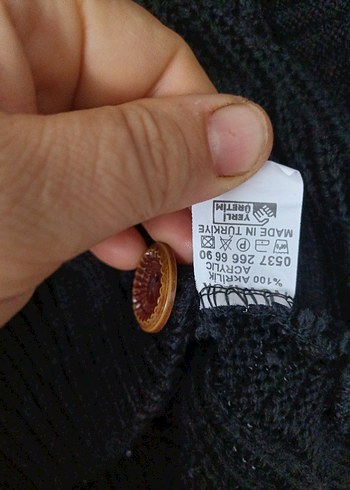 %100 AKRİLİK
ACRYLIC
0537 266 66 90
MADE IN TÜRKİYE
YERLİ
ÜRETİM